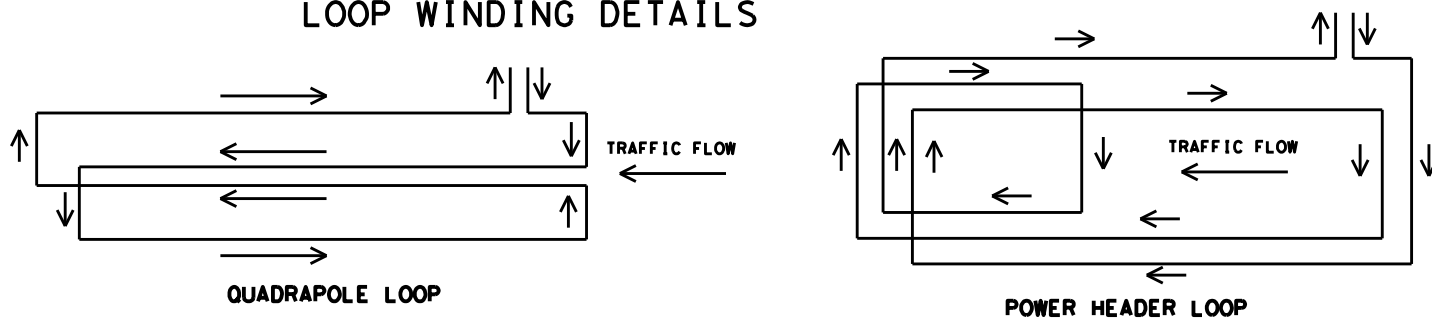 LOOP WINDING DETAILS
TRAFFIC FLOW
TRAFFIC FLOW
QUADRAPOLE LOOP
POWER HEADER LOOP